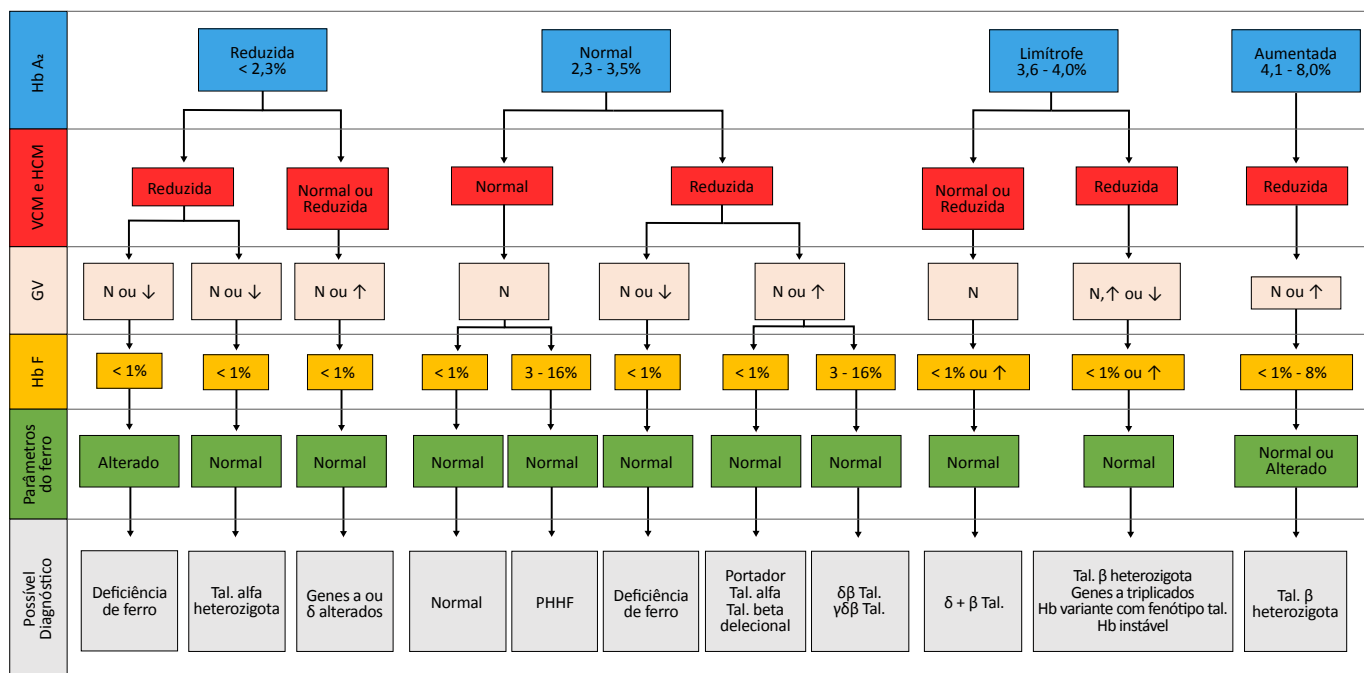 Hb A₂
Reduzida
< 2,3%
Normal
2,3 - 3,5%
Limítrofe
3,6 - 4,0%
Aumentada
4,1 - 8,0%
VCM e HCM
Reduzida
Normal ou
Reduzida
Normal
Reduzida
Normal ou
Reduzida
Reduzida
Reduzida
GV
N ou ↓
N ou ↓
N ou ↑
N
N ou ↓
N ou ↑
N
N,↑ ou ↓
N ou ↑
Hb F
< 1%
< 1%
< 1%
< 1%
3 - 16%
< 1%
< 1%
3 - 16%
< 1% ou ↑
< 1% ou ↑
< 1% - 8%
Parâmetros
do ferro
Alterado
Normal
Normal
Normal
Normal
Normal
Normal
Normal
Normal
Normal
Normal ou
Alterado
Possível
Diagnóstico
Deficiência
de ferro
Tal. alfa
heterozigota
Genes a ou
δ alterados
Normal
PHHF
Deficiência
de ferro
Portador
Tal. alfa
Tal. beta
delecional
δβ Tal.
γδβ Tal.
δ + β Tal.
Tal. β heterozigota
Genes a triplicados
Hb variante com fenótipo tal.
Hb instável
Tal. β
heterozigota